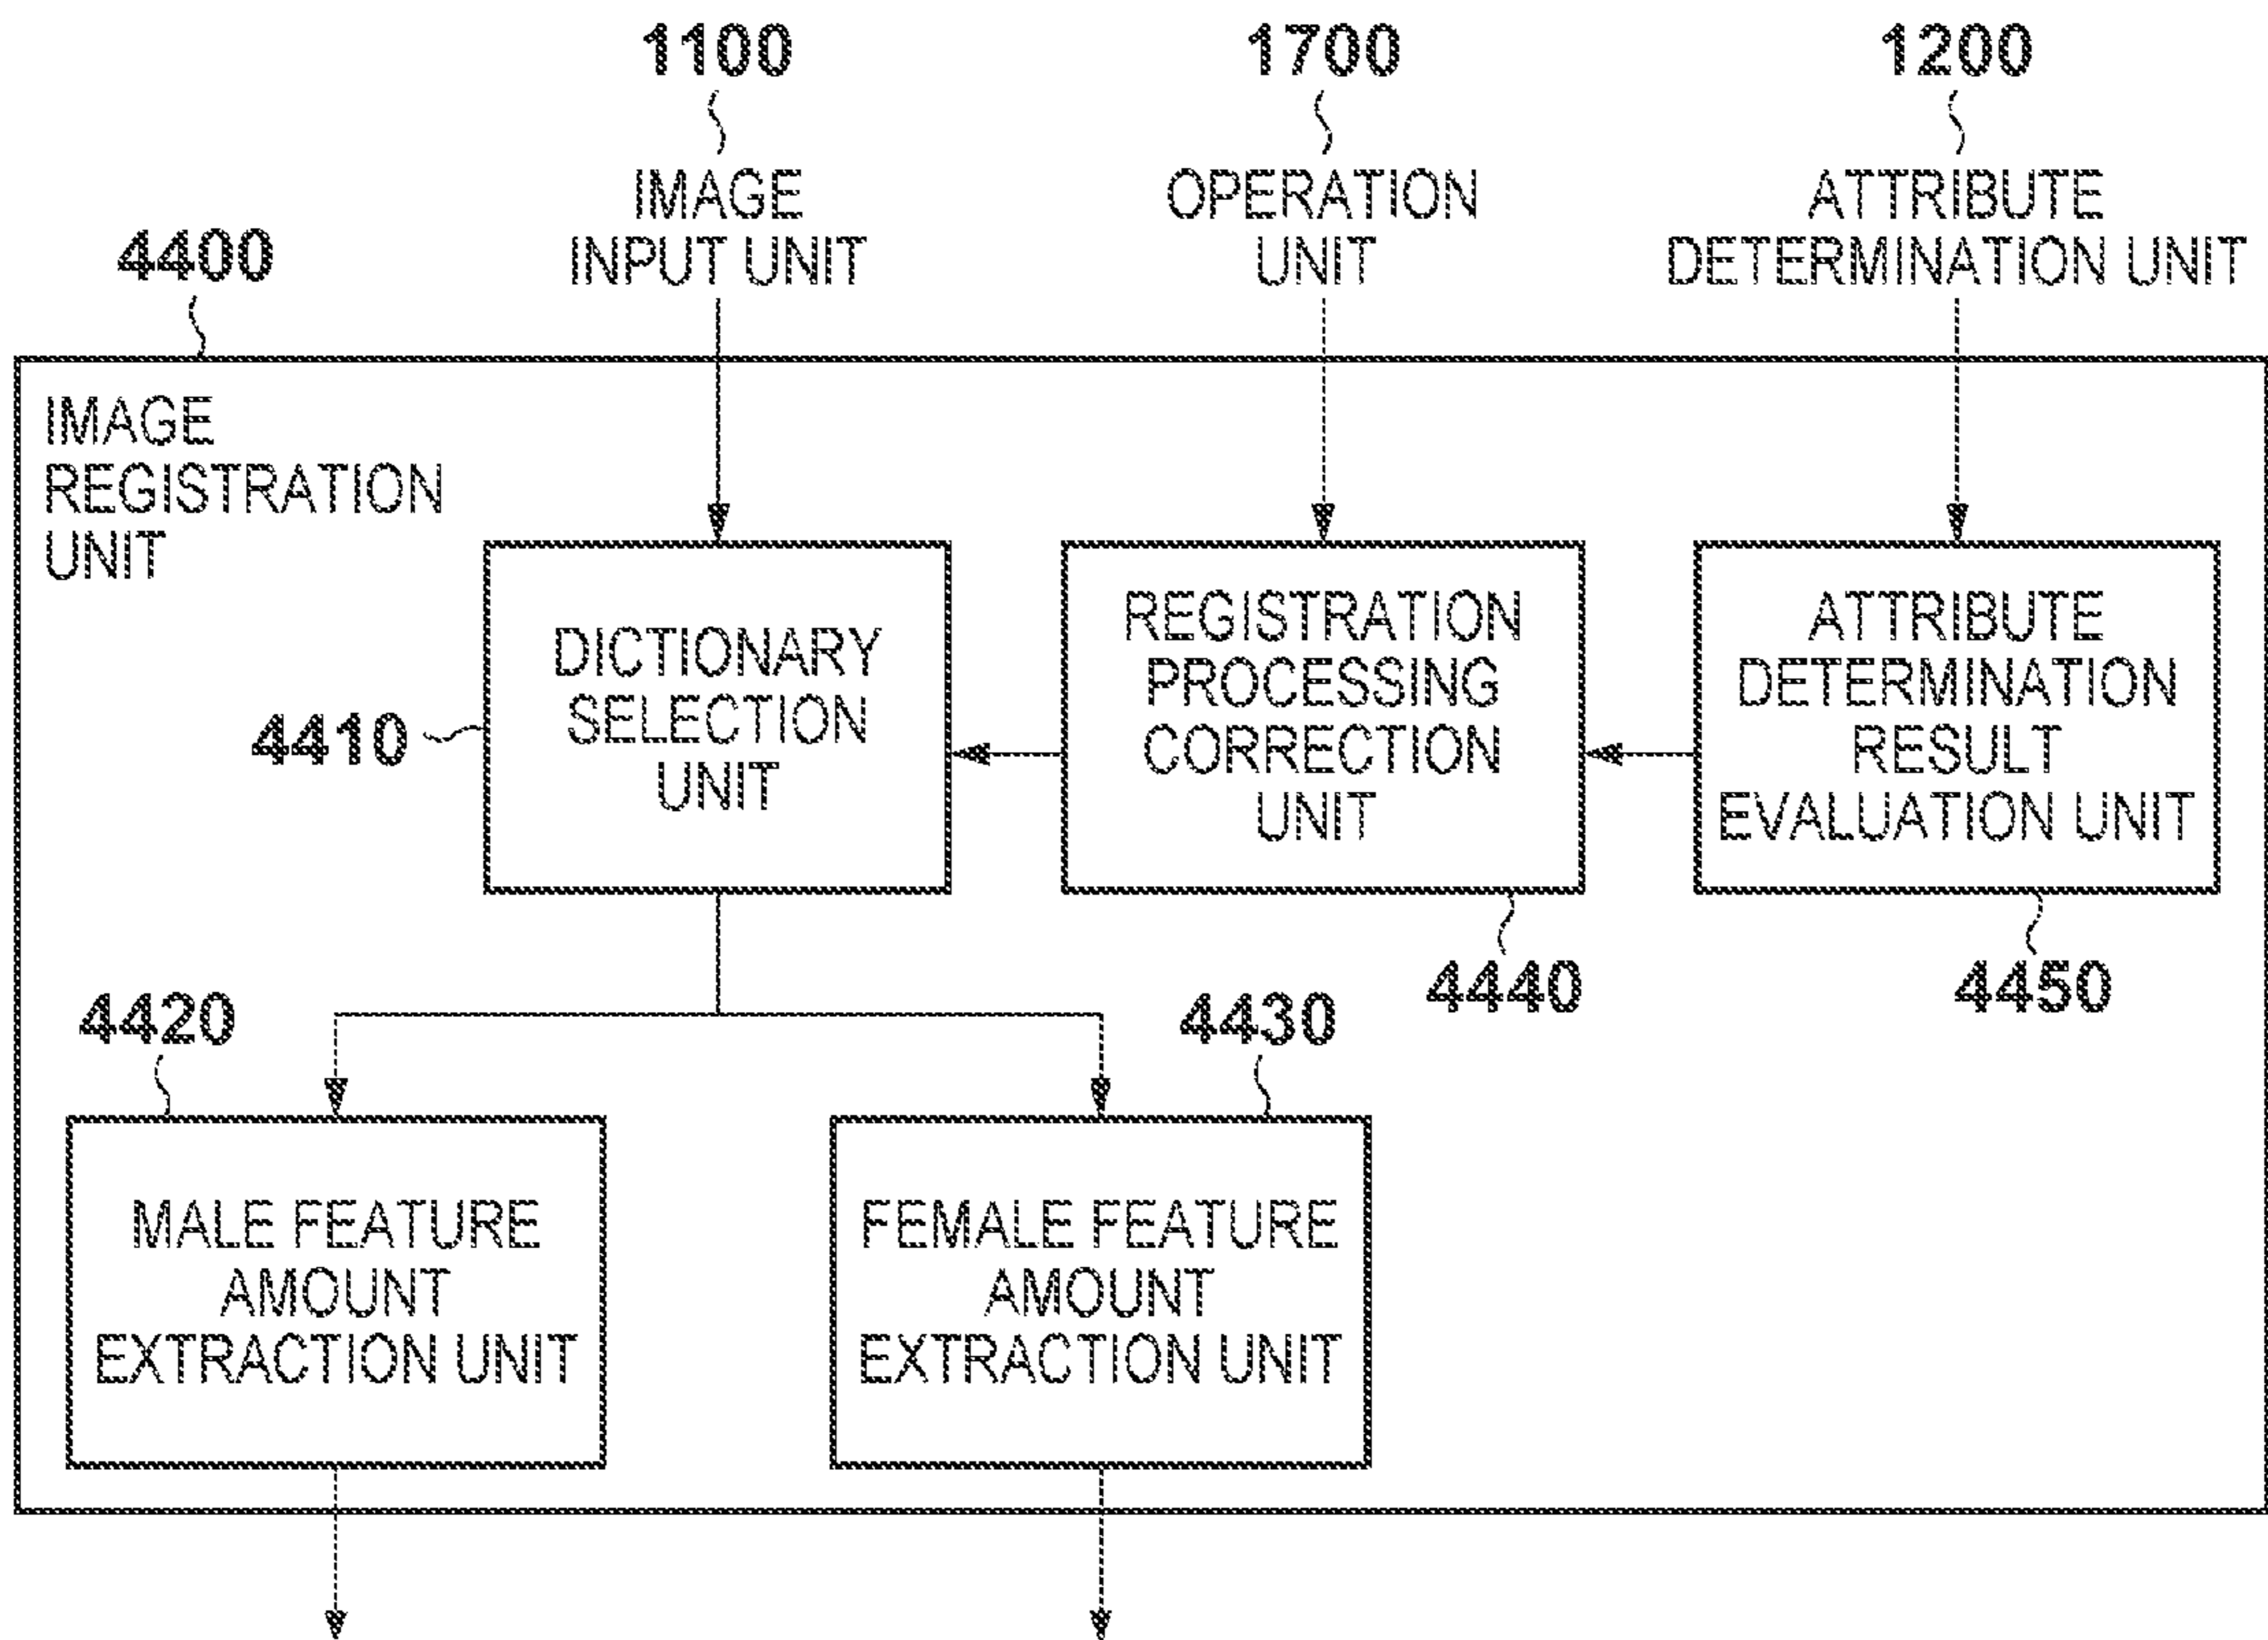 1100
1700
1200
IMAGE
INPUT UNIT
OPERATION
UNIT
ATTRIBUTE
DETERMINATION UNIT
4400
IMAGE
REGISTRATION
UNIT
4410
DICTIONARY
SELECTION
UNIT
REGISTRATION
PROCESSING
CORRECTION
UNIT
ATTRIBUTE
DETERMINATION
RESULT
EVALUATION UNIT
4440
4450
4420
4430
MALE FEATURE
AMOUNT
EXTRACTION UNIT
FEMALE FEATURE
AMOUNT
EXTRACTION UNIT